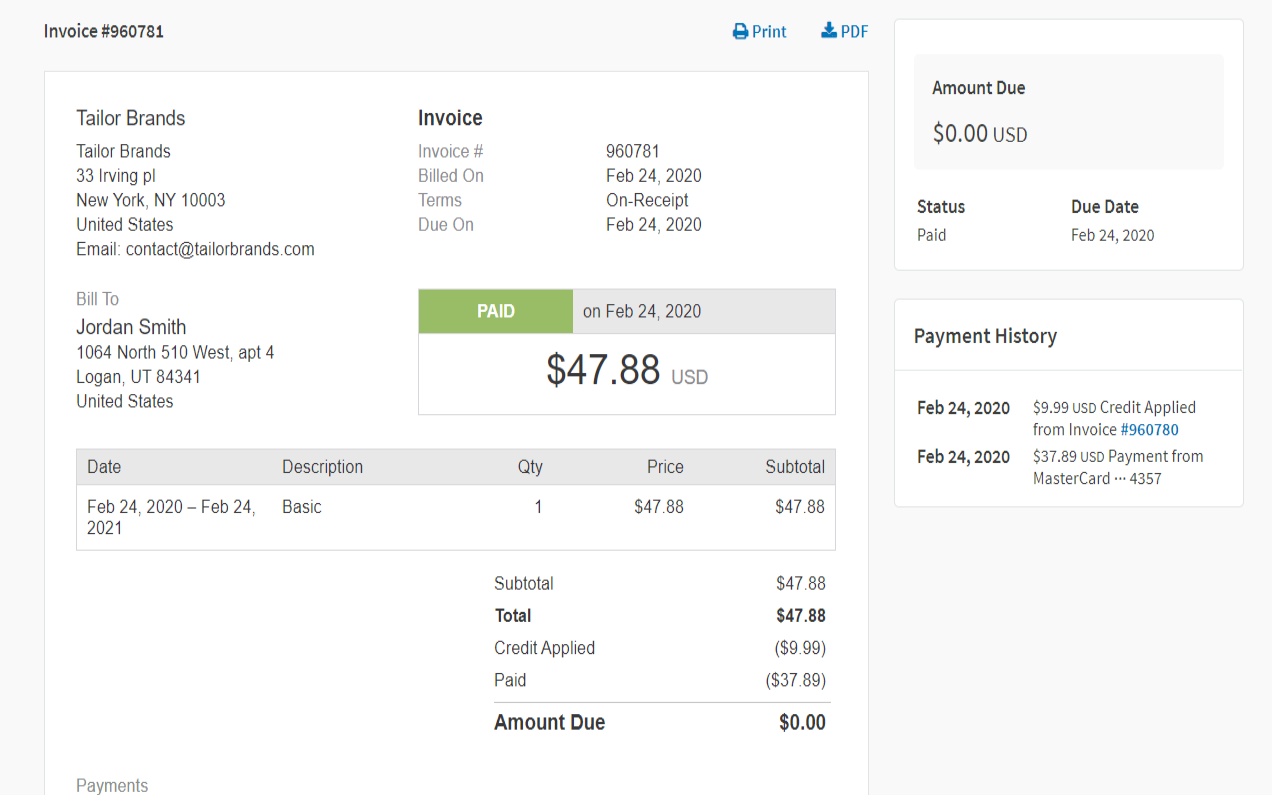 Invoice #960781
Print
PDF
Tailor Brands
Tailor Brands
33 Irving pl
New York, NY 10003
United States
Email: contact@tailorbrands.com
Invoice
Invoice # 960781
Billed On Feb 24, 2020
Terms On-Receipt
Due On Feb 24, 2020
Bill To
Jordan Smith
1064 North 510 West, apt 4
Logan, UT 84341
United States
PAID on Feb 24, 2020
$47.88 USD
Date Description Qty Price Subtotal
Feb 24, 2020 – Feb 24, Basic 1 $47.88 $47.88
2021
Subtotal $47.88
Total $47.88
Credit Applied ($9.99)
Paid ($37.89)
Amount Due $0.00
Payments
Amount Due
$0.00 USD
Status Due Date
Paid Feb 24, 2020
Payment History
Feb 24, 2020 $9.99 USD Credit Applied
from Invoice #960780
Feb 24, 2020 $37.89 USD Payment from
MasterCard ··· 4357